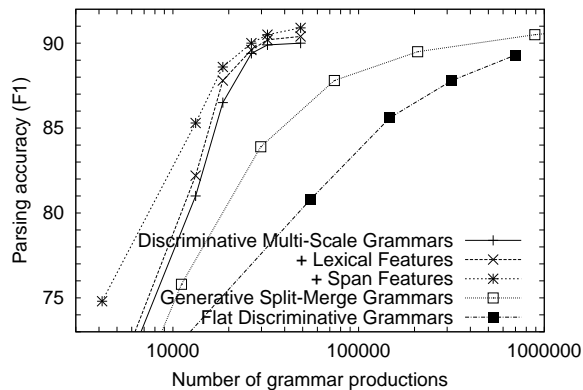 Parsing accuracy (F1)
90
85
80
75
Discriminative Multi-Scale Grammars
+ Lexical Features
+ Span Features
Generative Split-Merge Grammars
Flat Discriminative Grammars
10000 100000 1000000
Number of grammar productions